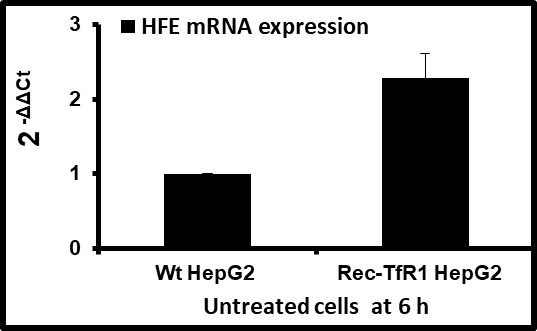 HFE mRNA expression
2 -ΔΔCt
3
2
1
0
Wt HepG2 Rec-TfR1 HepG2
Untreated cells at 6 h